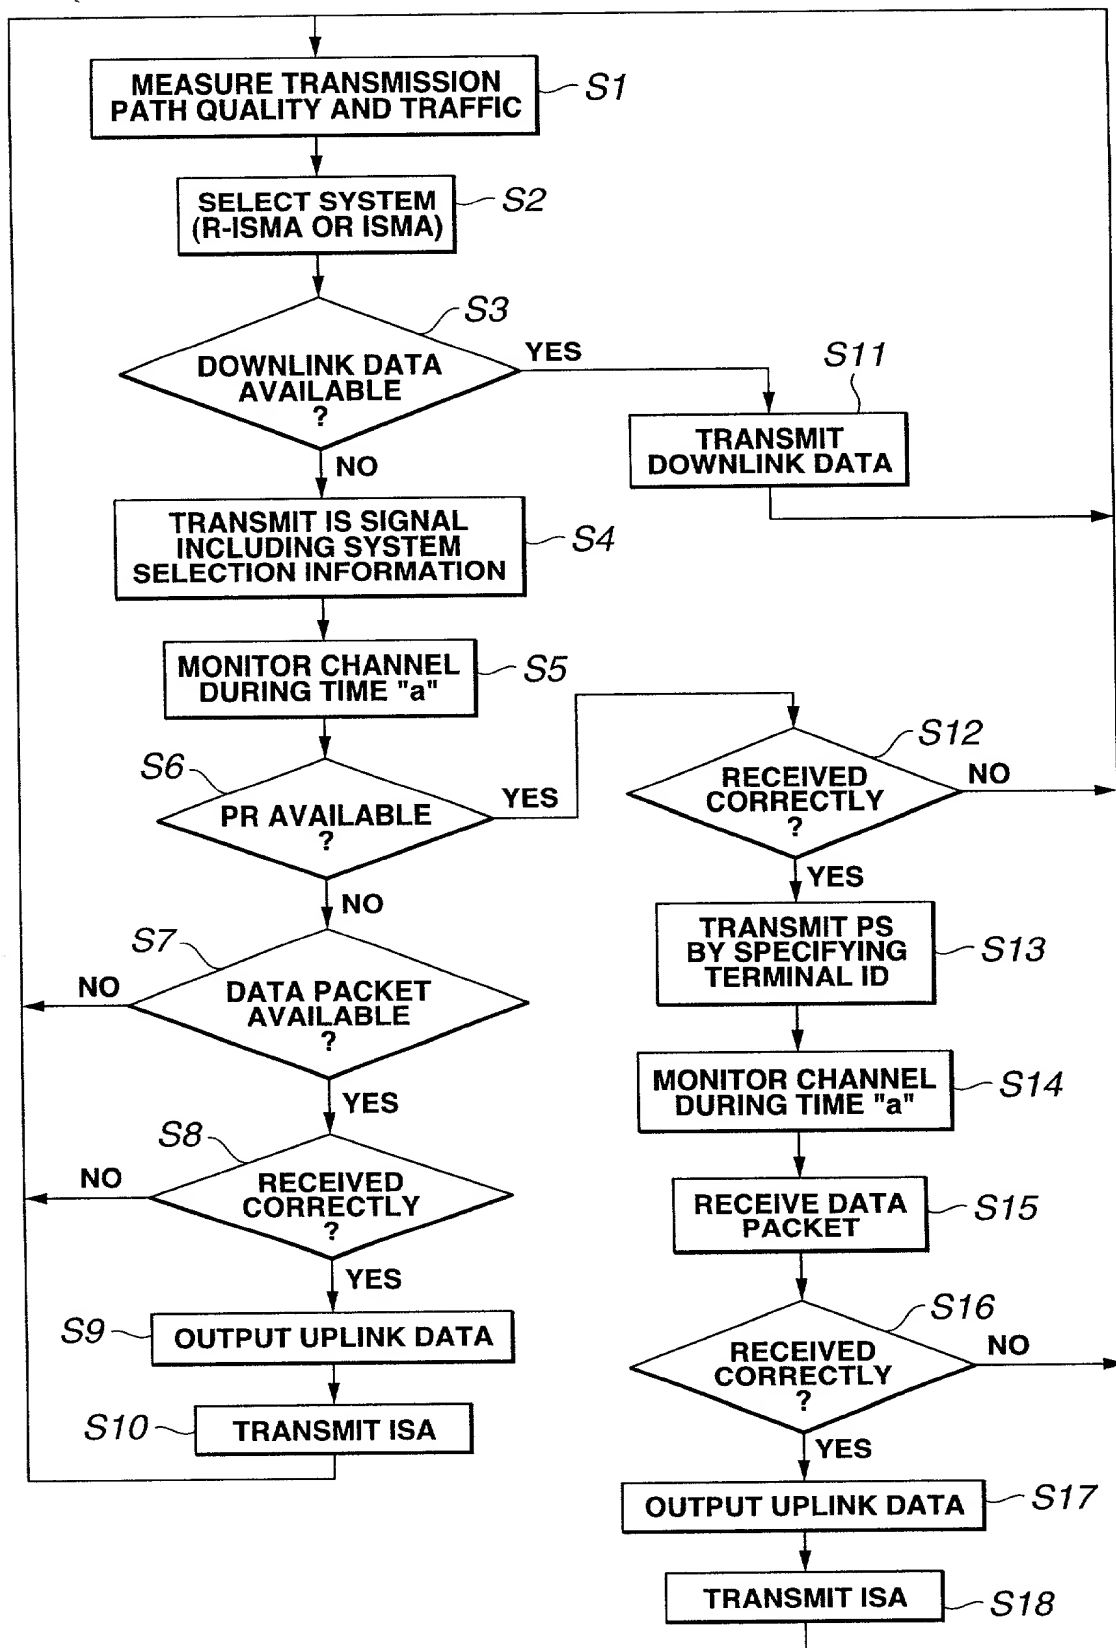 MEASURE TRANSMISSION
PATH QUALITY AND TRAFFIC
S1
SELECT SYSTEM
(R-ISMA OR ISMA)
S2
S3
DOWNLINK DATA
AVAILABLE
?
YES
NO
S11
TRANSMIT
DOWNLINK DATA
TRANSMIT IS SIGNAL
INCLUDING SYSTEM
SELECTION INFORMATION
S4
MONITOR CHANNEL
DURING TIME "a"
S5
S6
PR AVAILABLE
?
YES
NO
S7
DATA PACKET
AVAILABLE
?
NO
YES
S8
RECEIVED
CORRECTLY
?
NO
YES
S9
OUTPUT UPLINK DATA
S10
TRANSMIT ISA
S12
RECEIVED
CORRECTLY
?
NO
YES
TRANSMIT PS
BY SPECIFYING
TERMINAL ID
S13
MONITOR CHANNEL
DURING TIME "a"
S14
RECEIVE DATA
PACKET
S15
S16
RECEIVED
CORRECTLY
?
NO
YES
OUTPUT UPLINK DATA
S17
TRANSMIT ISA
S18